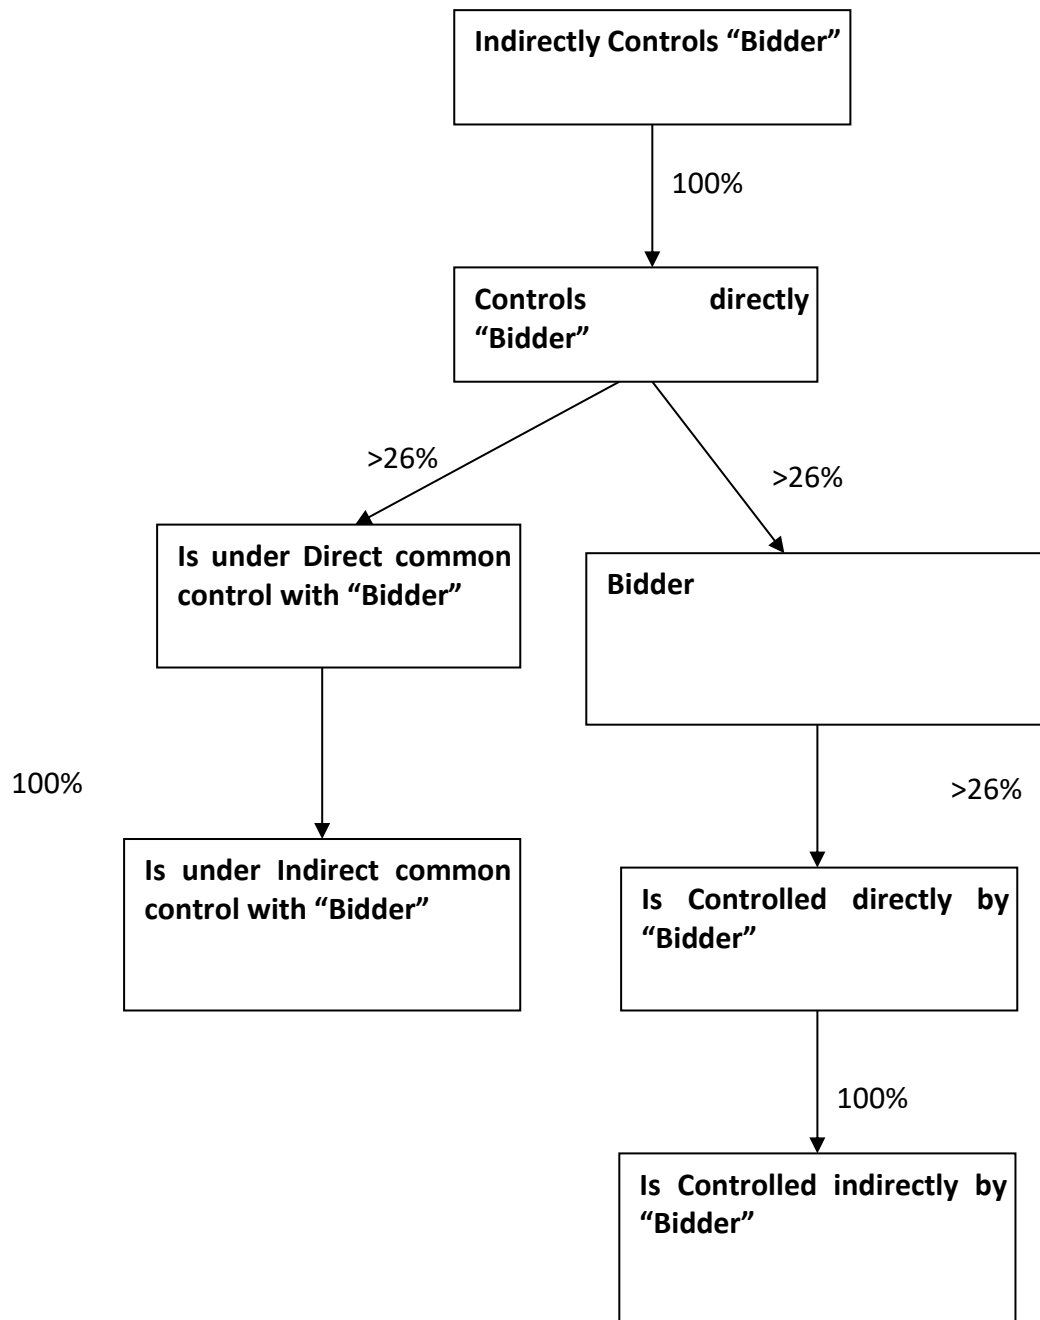 Indirectly Controls “Bidder”
100%
Controls directly
“Bidder”
>26%
>26%
Is under Direct common
control with “Bidder”
Bidder
100%
>26%
Is under Indirect common
control with “Bidder”
Is Controlled directly by
“Bidder”
100%
Is Controlled indirectly by
“Bidder”